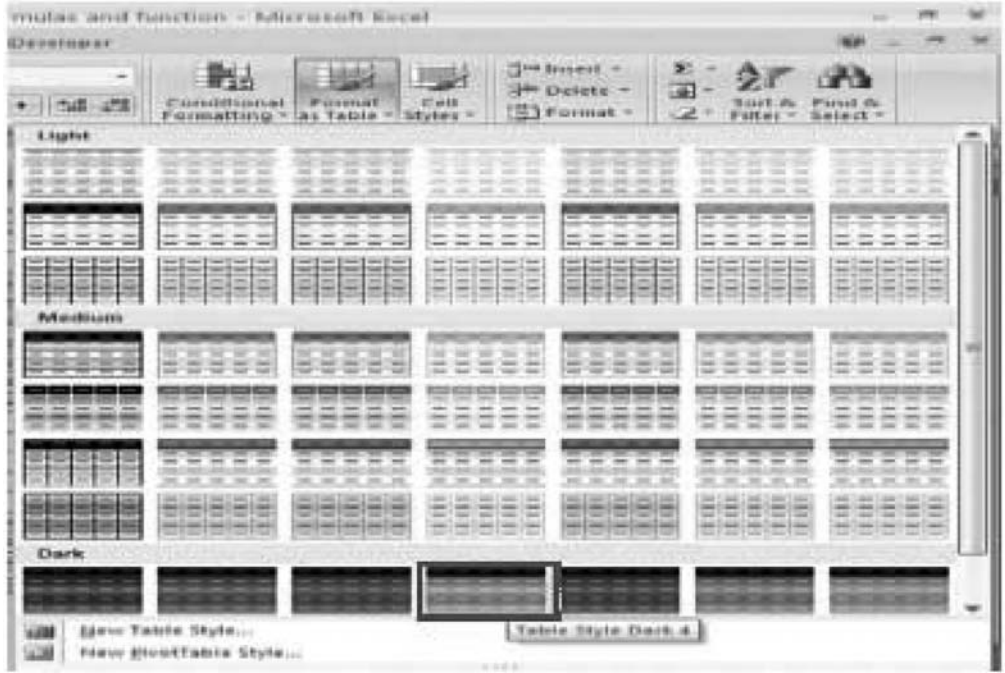 mulas and function - Microsoft Excel
Developer
Conditional Formatting
Format as Table
Cell Styles
Insert
Delete
Format
Σ
Sort & Filter
Find & Select
Light
Medium
Dark
Table Style Dark 4
New Table Style...
New PivotTable Style...